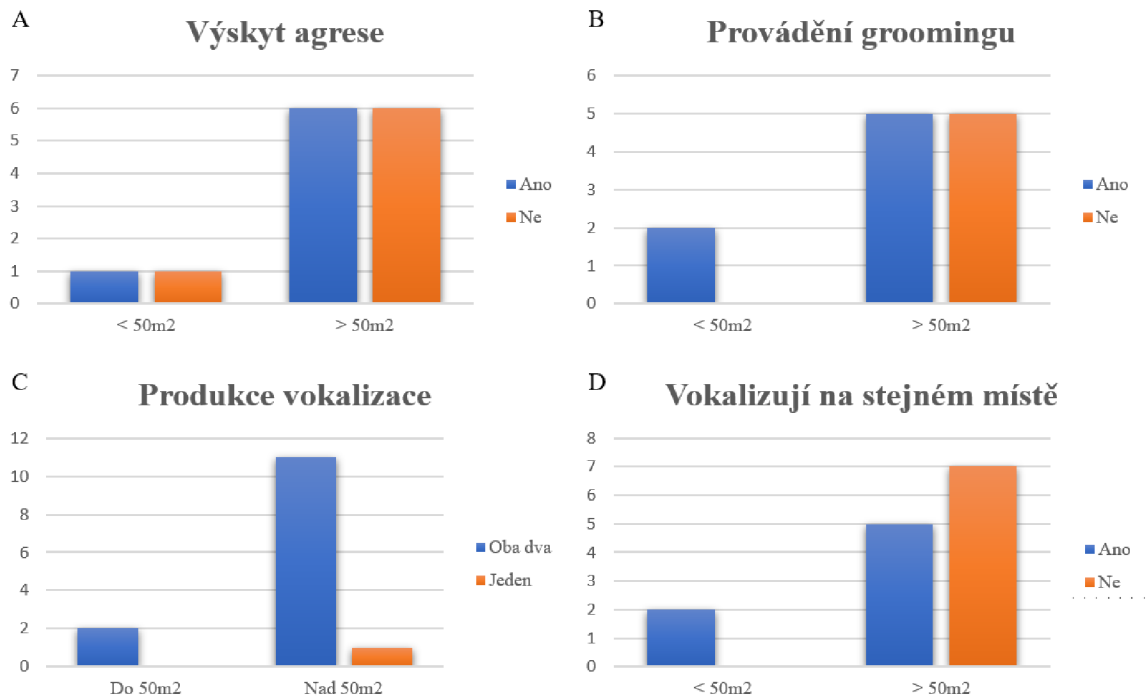 A
Výskyt agrese
7
6
5
4
3
2
1
0
< 50m2
> 50m2
Ano
Ne
B
Provádění groomingu
6
5
4
3
2
1
0
< 50m2
> 50m2
Ano
Ne
C
Produkce vokalizace
12
10
8
6
4
2
0
Do 50m2
Nad 50m2
Oba dva
Jeden
D
Vokalizují na stejném místě
8
7
6
5
4
3
2
1
0
< 50m2
> 50m2
Ano
Ne